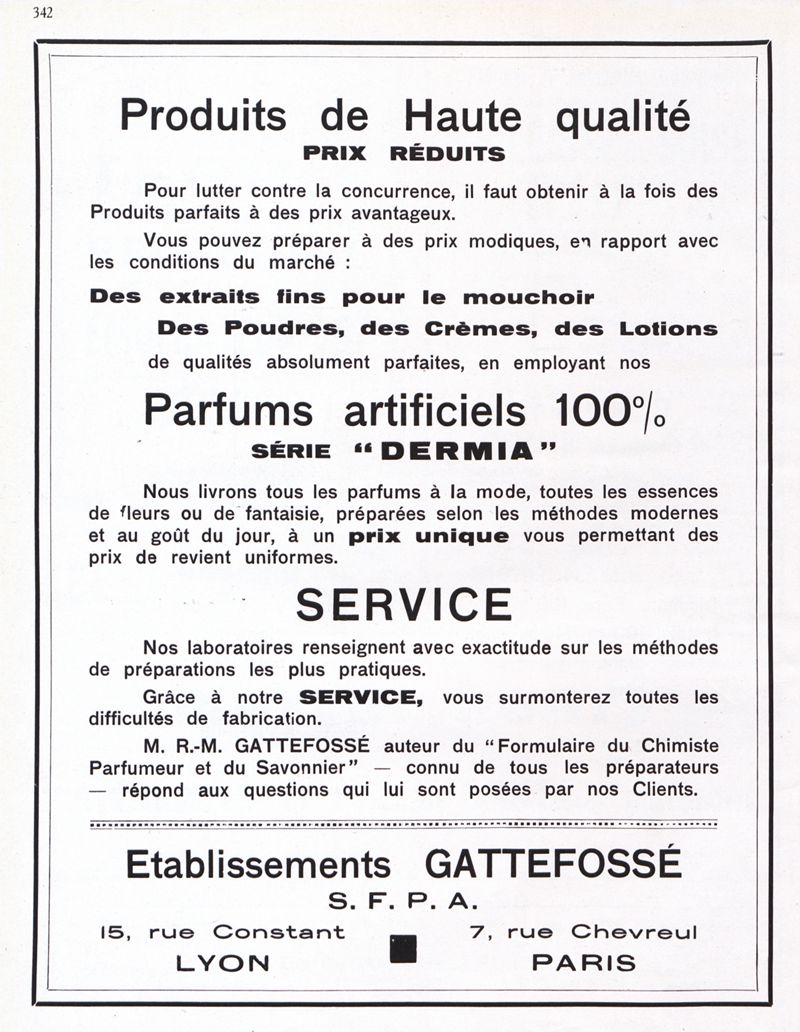 342
Produits de Haute qualité
PRIX RÉDUITS
Pour lutter contre la concurrence, il faut obtenir à la fois des
Produits parfaits à des prix avantageux.
Vous pouvez préparer à des prix modiques, en rapport avec
les conditions du marché :
Des extraits fins pour le mouchoir
Des Poudres, des Crèmes, des Lotions
de qualités absolument parfaites, en employant nos
Parfums artificiels 100%
SÉRIE “ DERMIA ”
Nous livrons tous les parfums à la mode, toutes les essences
de fleurs ou de fantaisie, préparées selon les méthodes modernes
et au goût du jour, à un prix unique vous permettant des
prix de revient uniformes.
SERVICE
Nos laboratoires renseignent avec exactitude sur les méthodes
de préparations les plus pratiques.
Grâce à notre SERVICE, vous surmonterez toutes les
difficultés de fabrication.
M. R.-M. GATTEFOSSÉ auteur du “ Formulaire du Chimiste
Parfumeur et du Savonnier ” — connu de tous les préparateurs
— répond aux questions qui lui sont posées par nos Clients.
Etablissements GATTEFOSSÉ
S. F. P. A.
15, rue Constant 7, rue Chevreul
LYON PARIS